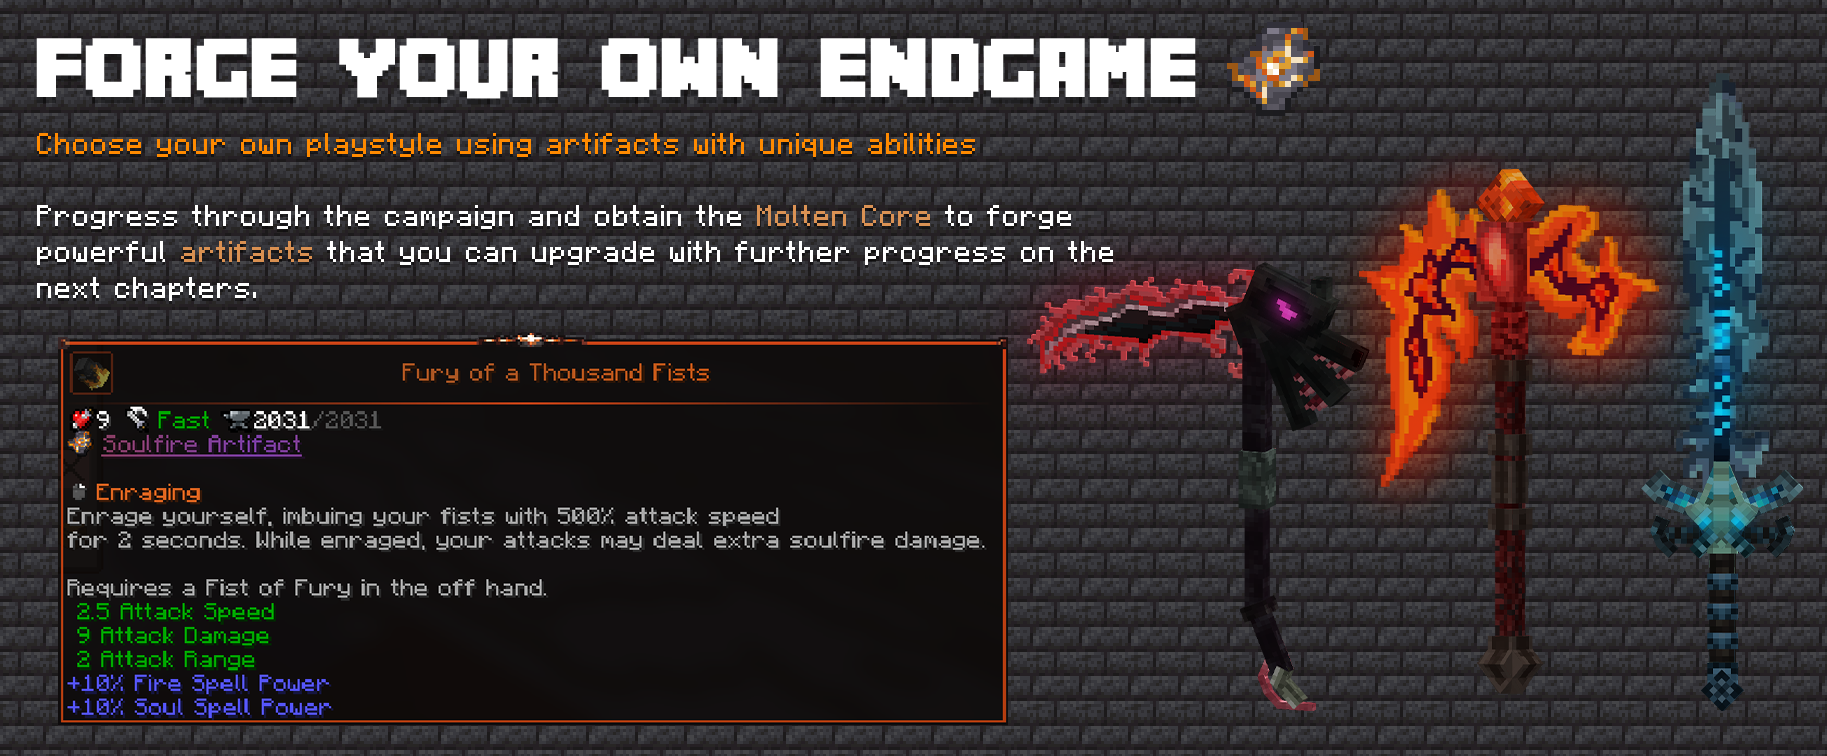 FORGE YOUR OWN ENDGAME
Choose your own playstyle using artifacts with unique abilities
Progress through the campaign and obtain the Molten Core to forge
powerful artifacts that you can upgrade with further progress on the
next chapters.
Fury of a Thousand Fists
9 Fast 2031/2031
Soulfire Artifact
Enraging
Enrage yourself, imbuing your fists with 500% attack speed
for 2 seconds. While enraged, your attacks may deal extra soulfire damage.
Requires a Fist of Fury in the off hand.
2.5 Attack Speed
9 Attack Damage
2 Attack Range
+10% Fire Spell Power
+10% Soul Spell Power